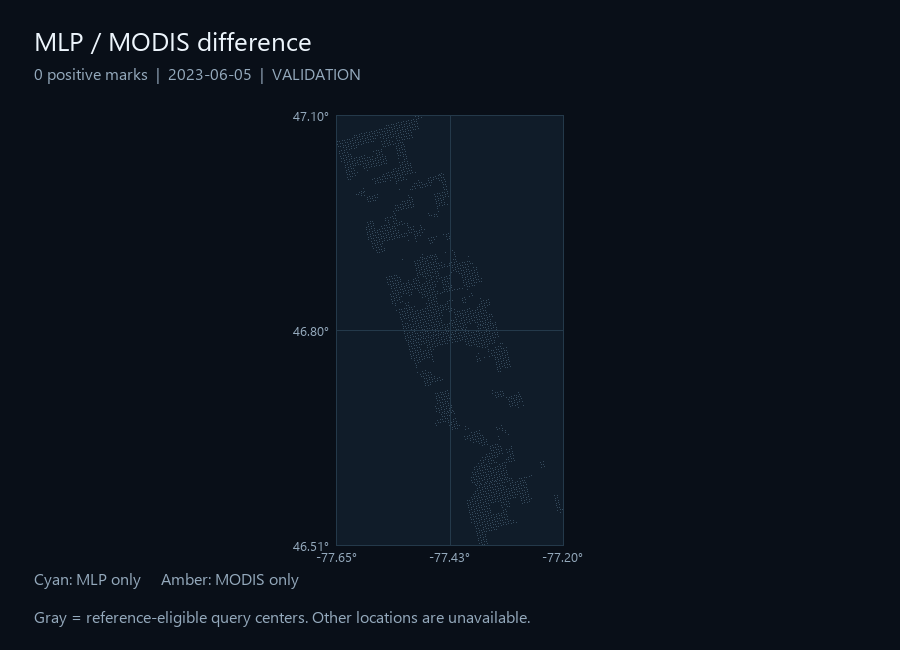 MLP / MODIS difference
0 positive marks | 2023-06-05 | VALIDATION
47.10°
46.80°
46.51°
-77.65° -77.43° -77.20°
Cyan: MLP only Amber: MODIS only
Gray = reference-eligible query centers. Other locations are unavailable.